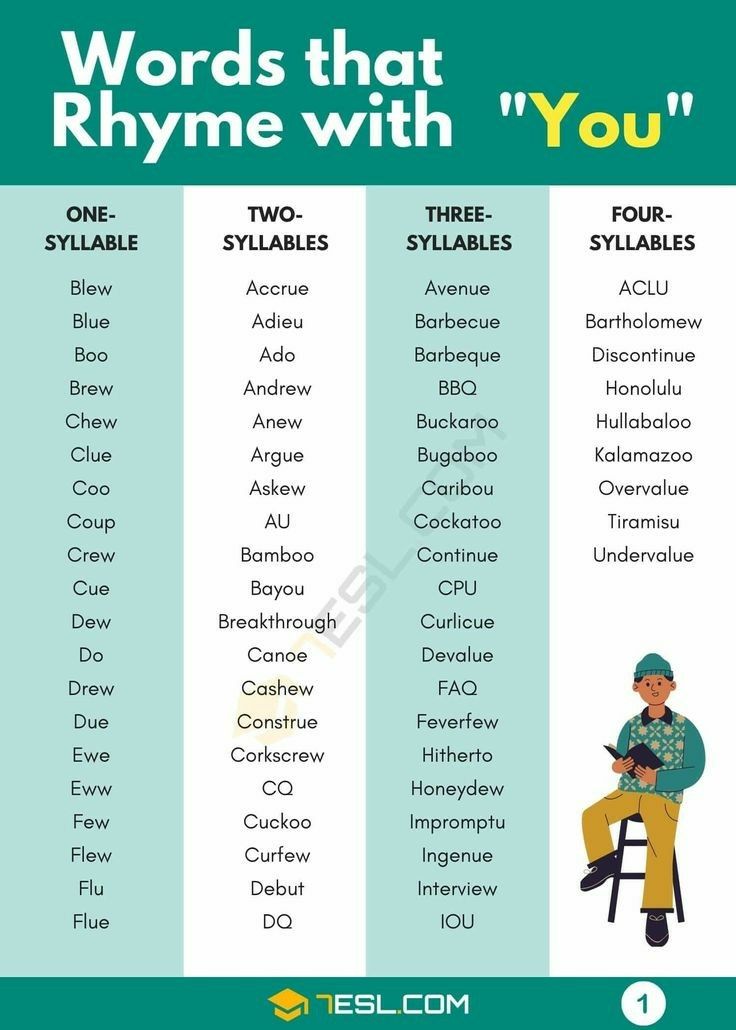 Words that
Rhyme with "You"
ONE-
SYLLABLE
Blew
Blue
Boo
Brew
Chew
Clue
Coo
Coup
Crew
Cue
Dew
Do
Drew
Due
Ewe
Eww
Few
Flew
Flu
Flue
TWO-
SYLLABLES
Accrue
Adieu
Ado
Andrew
Anew
Argue
Askew
AU
Bamboo
Bayou
Breakthrough
Canoe
Cashew
Construe
Corkscrew
CQ
Cuckoo
Curfew
Debut
DQ
THREE-
SYLLABLES
Avenue
Barbecue
Barbeque
BBQ
Buckaroo
Bugaboo
Caribou
Cockatoo
Continue
CPU
Curlicue
Devalue
FAQ
Feverfew
Hitherto
Honeydew
Impromptu
Ingenue
Interview
IOU
FOUR-
SYLLABLES
ACLU
Bartholomew
Discontinue
Honolulu
Hullabaloo
Kalamazoo
Overvalue
Tiramisu
Undervalue
7ESL.COM
7ESL.COM
1